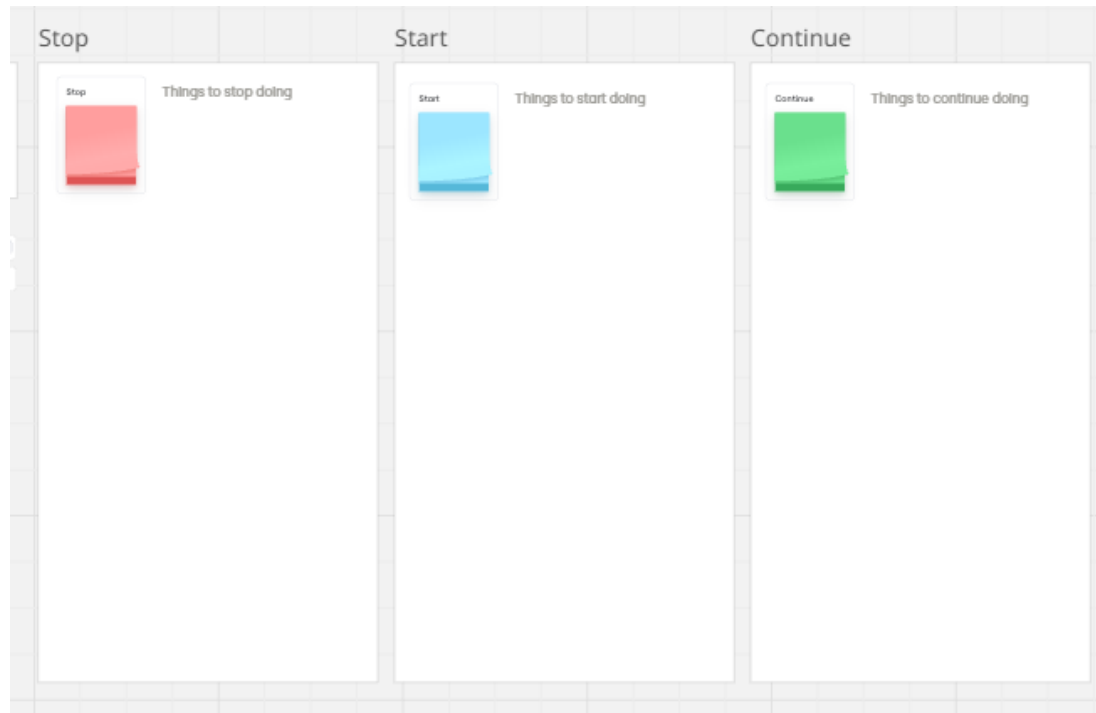 Stop
Start
Continue
Stop
Things to stop doing
Start
Things to start doing
Continue
Things to continue doing